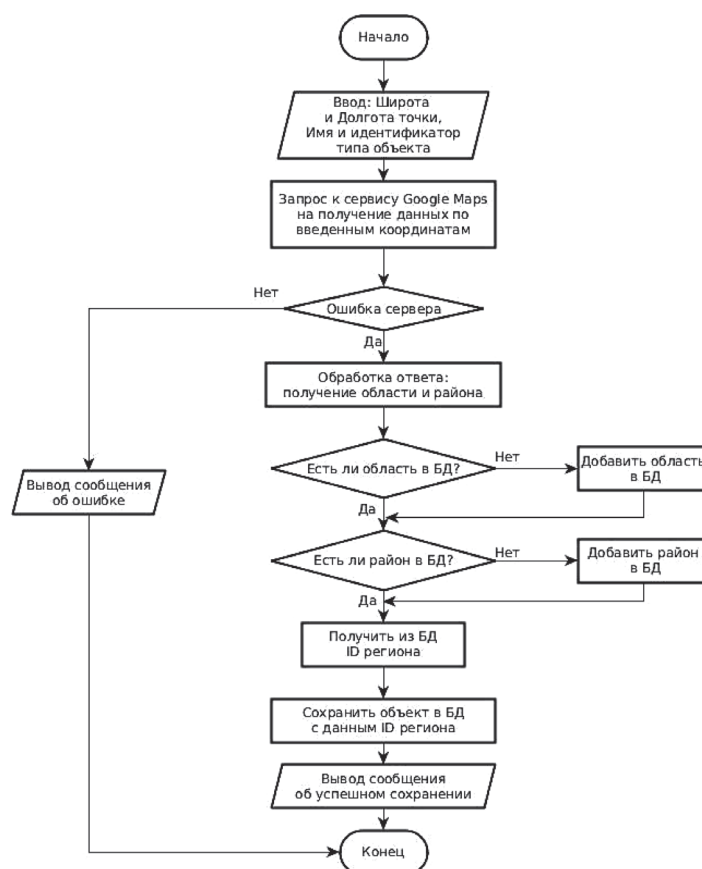 Начало
Ввод: Широта
и Долгота точки,
Имя и идентификатор
типа объекта
Запрос к сервису Google Maps
на получение данных по
введенным координатам
Нет
Ошибка сервера
Да
Обработка ответа:
получение области и района
Есть ли область в БД?
Нет
Добавить область
в БД
Вывод сообщения
об ошибке
Да
Есть ли район в БД?
Нет
Добавить район
в БД
Да
Получить из БД
ID региона
Сохранить объект в БД
с данным ID региона
Вывод сообщения
об успешном сохранении
Конец